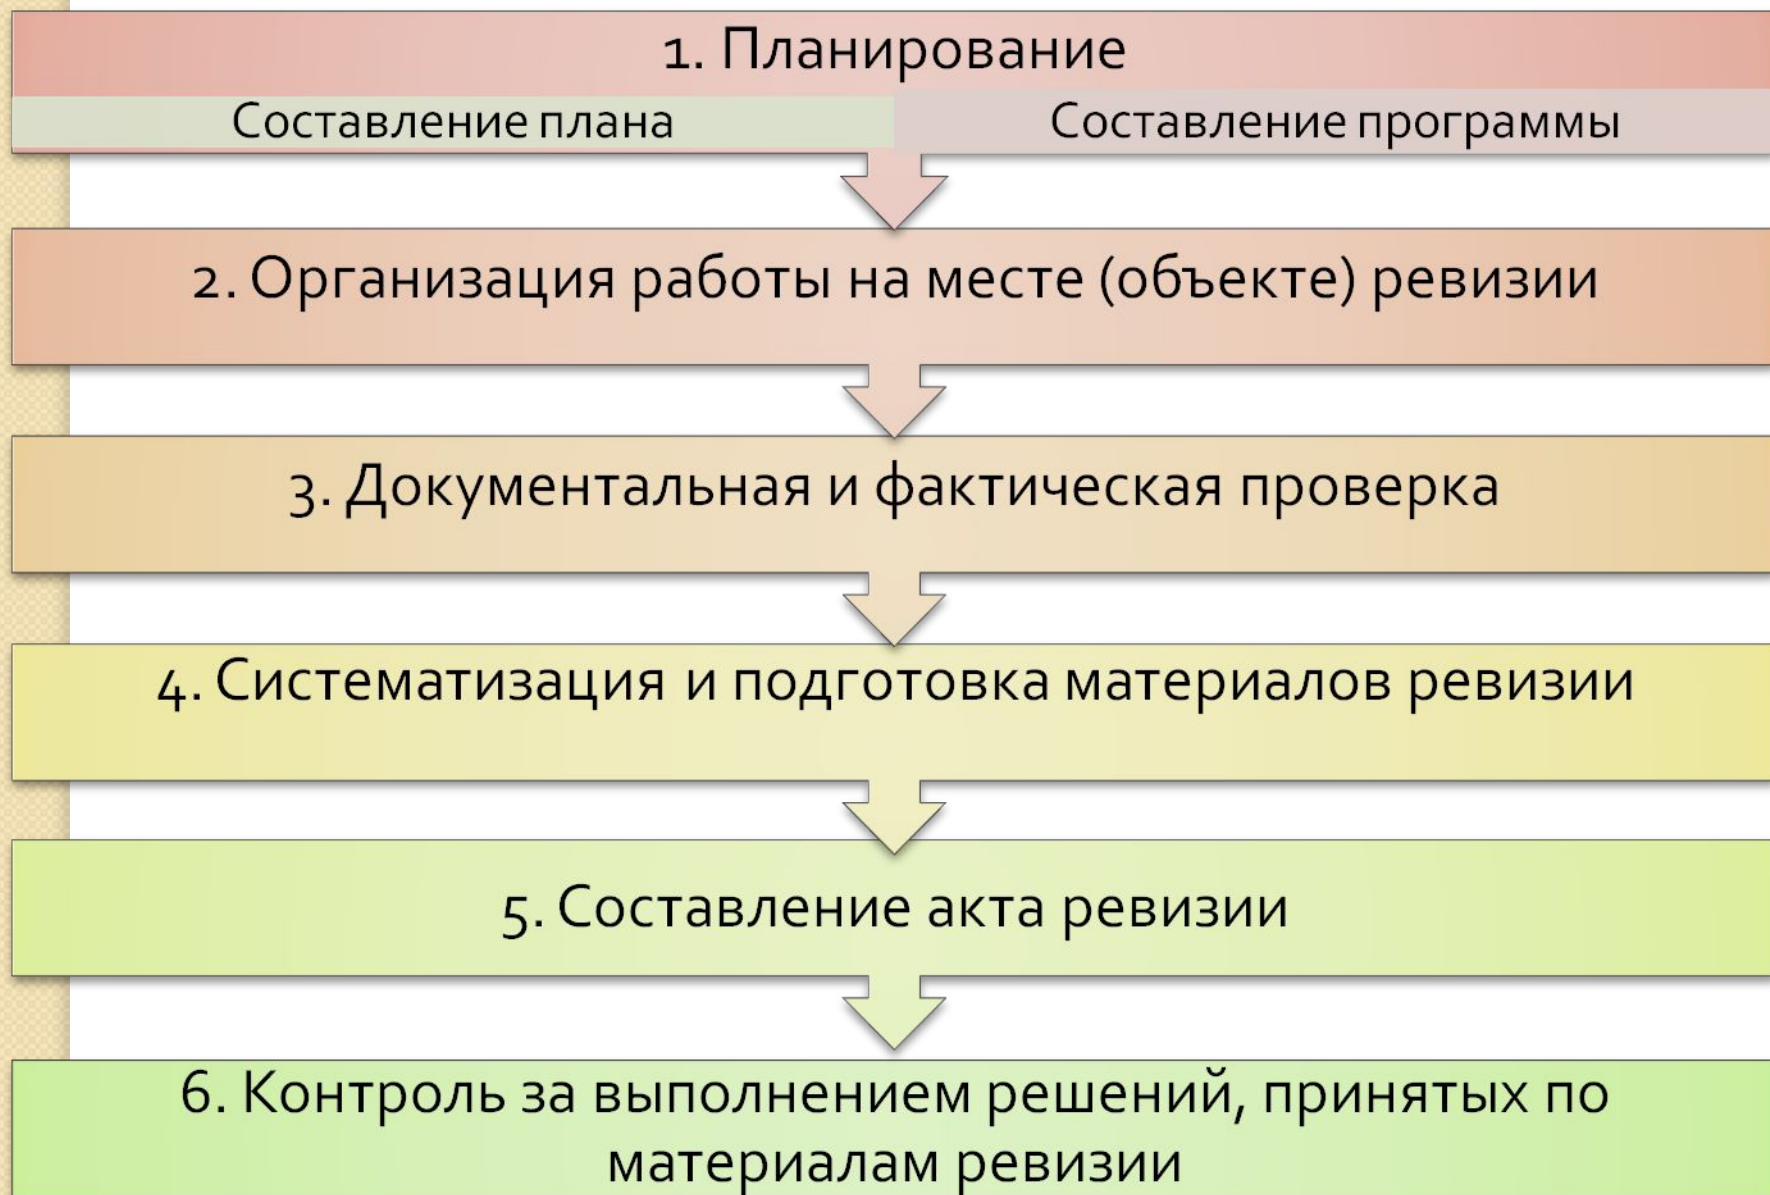 1. Планирование
Составление плана
Составление программы
2. Организация работы на месте (объекте) ревизии
3. Документальная и фактическая проверка
4. Систематизация и подготовка материалов ревизии
5. Составление акта ревизии
6. Контроль за выполнением решений, принятых по
материалам ревизии